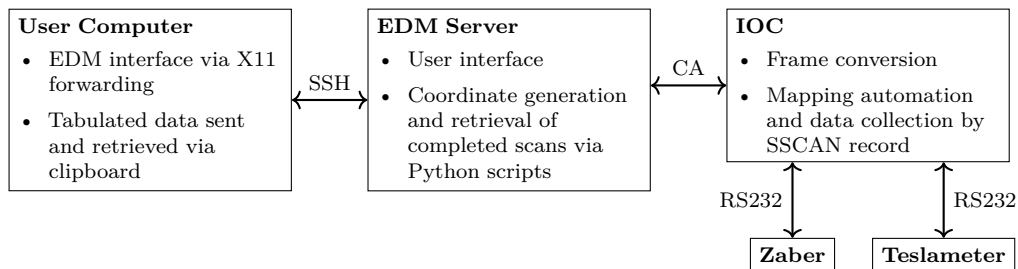 User Computer
• EDM interface via X11
forwarding
• Tabulated data sent
and retrieved via
clipboard
SSH
EDM Server
• User interface
• Coordinate generation
and retrieval of
completed scans via
Python scripts
CA
IOC
• Frame conversion
• Mapping automation
and data collection by
SSCAN record
RS232
RS232
Zaber
Teslameter